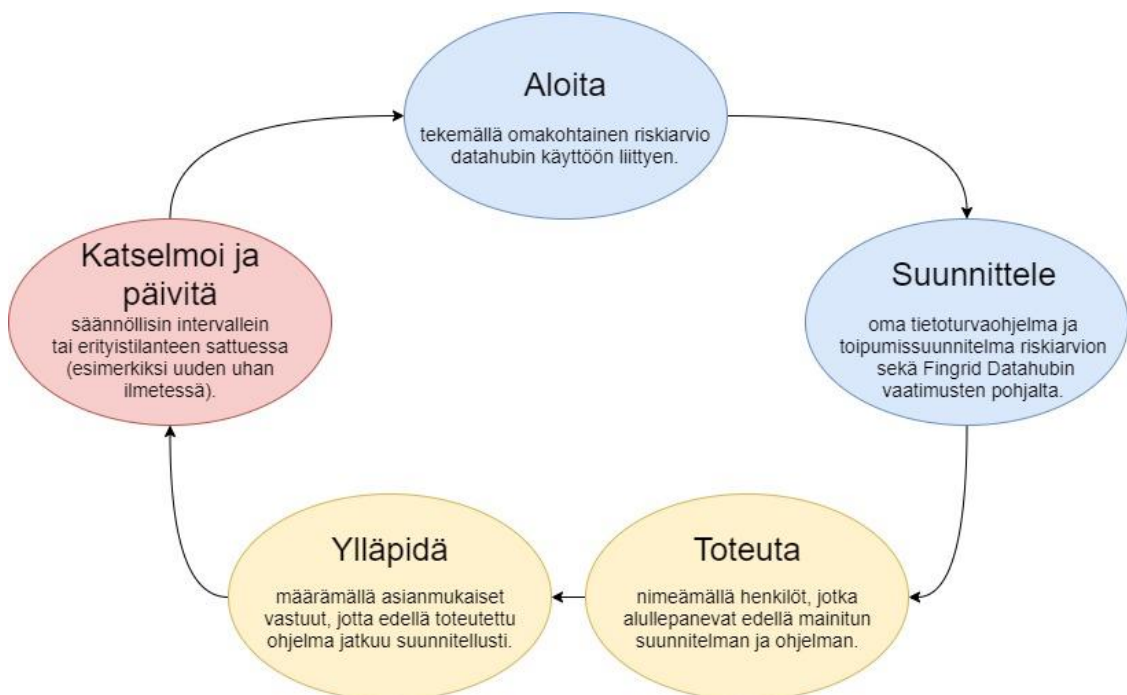 Aloita
tekemällä omakohtainen riskiarvio
datahubin käyttöön liittyen.
Suunnittele
oma tietoturvaohjelma ja
toipumissuunnitelma riskiarvion
sekä Fingrid Datahubin
vaatimusten pohjalta.
Toteuta
nimeämällä henkilöt, jotka
alullepanevat edellä mainitun
suunnitelman ja ohjelman.
Ylläpidä
määrämällä asianmukaiset
vastuut, jotta edellä toteutettu
ohjelma jatkuu suunnitellusti.
Katselmoi ja
päivitä
säännöllisin intervallein
tai erityistilanteen sattuessa
(esimerkiksi uuden uhan
ilmetessä).